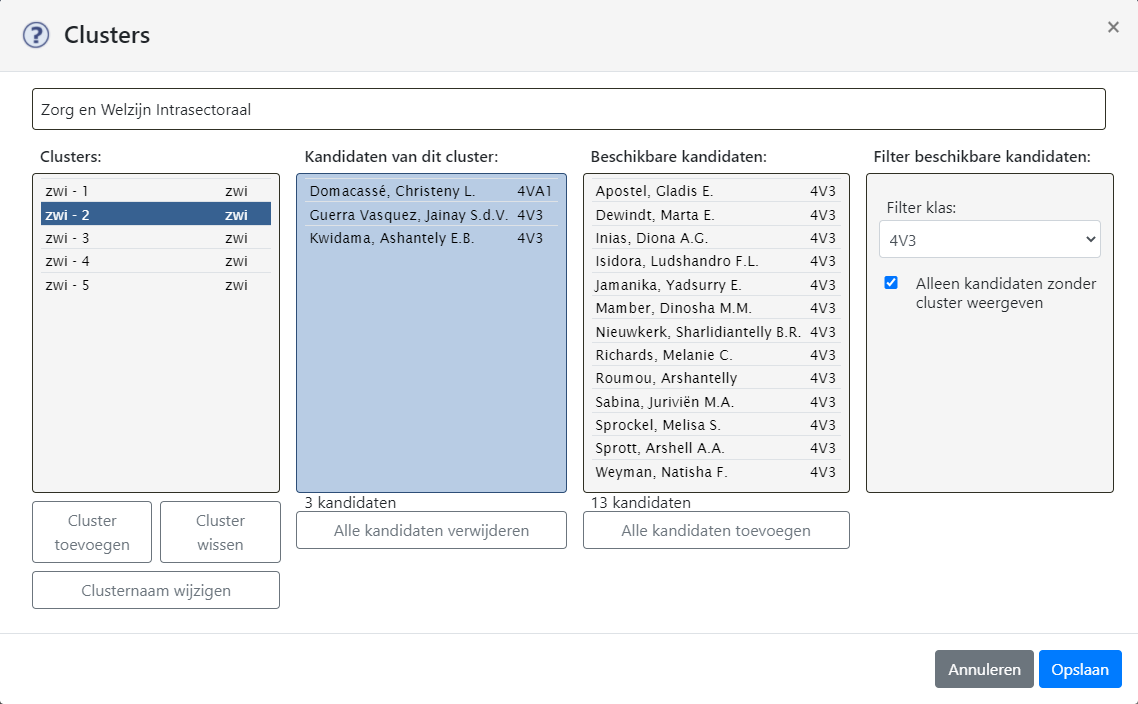 ? Clusters ×
Zorg en Welzijn Intrasectoraal
Clusters:
zwi - 1 zwi
zwi - 2 zwi
zwi - 3 zwi
zwi - 4 zwi
zwi - 5 zwi
Cluster toevoegen
Cluster wissen
Clusternaam wijzigen
Kandidaten van dit cluster:
Domacassé, Christeny L. 4VA1
Guerra Vasquez, Jainay S.d.V. 4V3
Kwidama, Ashantely E.B. 4V3
3 kandidaten
Alle kandidaten verwijderen
Beschikbare kandidaten:
Apostel, Gladis E. 4V3
Dewindt, Marta E. 4V3
Inias, Diona A.G. 4V3
Isidora, Ludshandro F.L. 4V3
Jamanika, Yadsurry E. 4V3
Mamber, Dinosha M.M. 4V3
Nieuwkerk, Sharlidiantelly B.R. 4V3
Richards, Melanie C. 4V3
Roumou, Arshantelly 4V3
Sabina, Juriviën M.A. 4V3
Sprockel, Melisa S. 4V3
Sprott, Arshell A.A. 4V3
Weyman, Natisha F. 4V3
13 kandidaten
Alle kandidaten toevoegen
Filter beschikbare kandidaten:
Filter klas:
4V3
Alleen kandidaten zonder
cluster weergeven
Annuleren
Opslaan